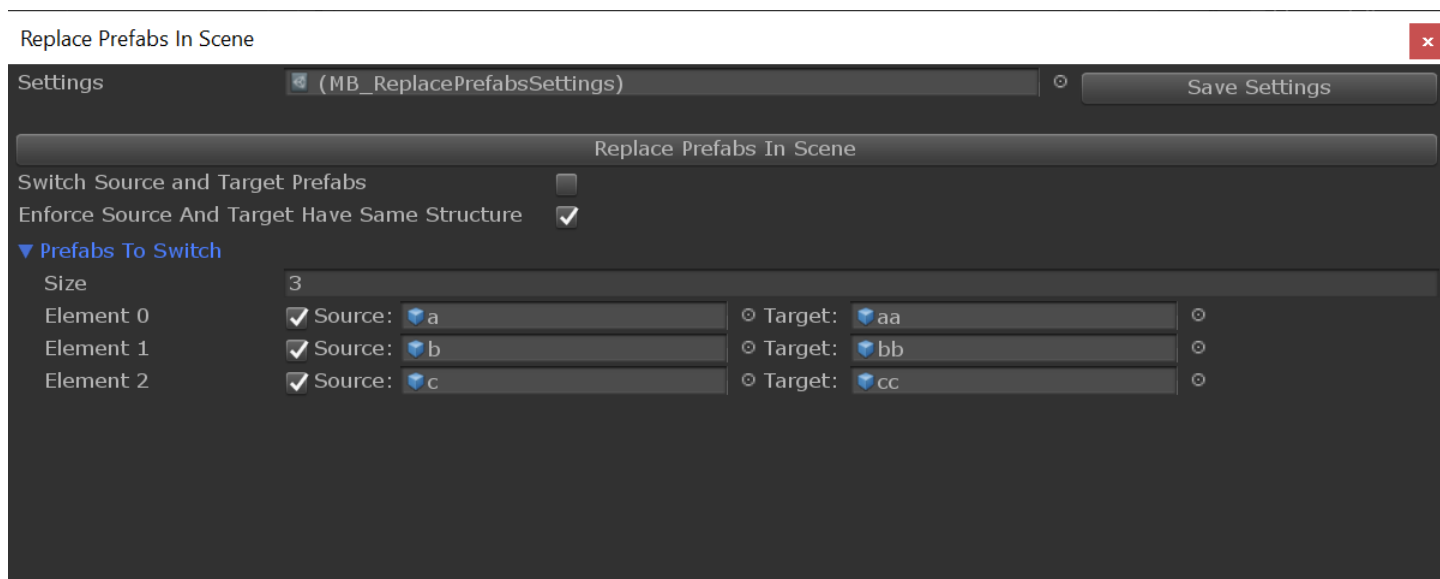 Replace Prefabs In Scene
x
Settings (MB_ReplacePrefabsSettings) Save Settings
Replace Prefabs In Scene
Switch Source and Target Prefabs
Enforce Source And Target Have Same Structure
Prefabs To Switch
Size 3
Element 0 Source: a Target: aa
Element 1 Source: b Target: bb
Element 2 Source: c Target: cc